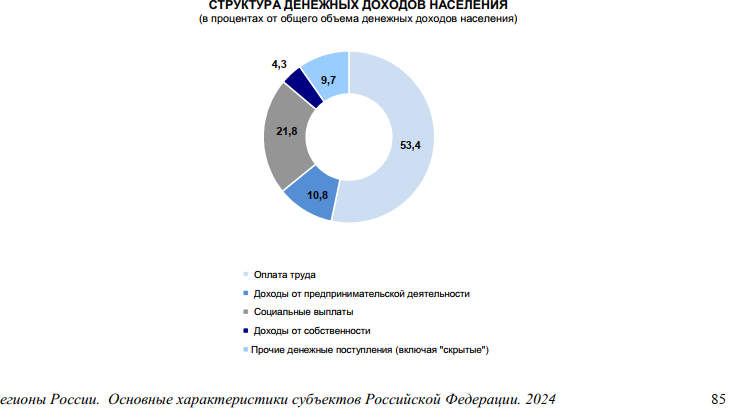 СТРУКТУРА ДЕНЕЖНЫХ ДОХОДОВ НАСЕЛЕНИЯ
(в процентах от общего объема денежных доходов населения)
4,3
9,7
21,8
53,4
10,8
Оплата труда
Доходы от предпринимательской деятельности
Социальные выплаты
Доходы от собственности
Прочие денежные поступления (включая "скрытые")
егионы России. Основные характеристики субъектов Российской Федерации. 2024 85